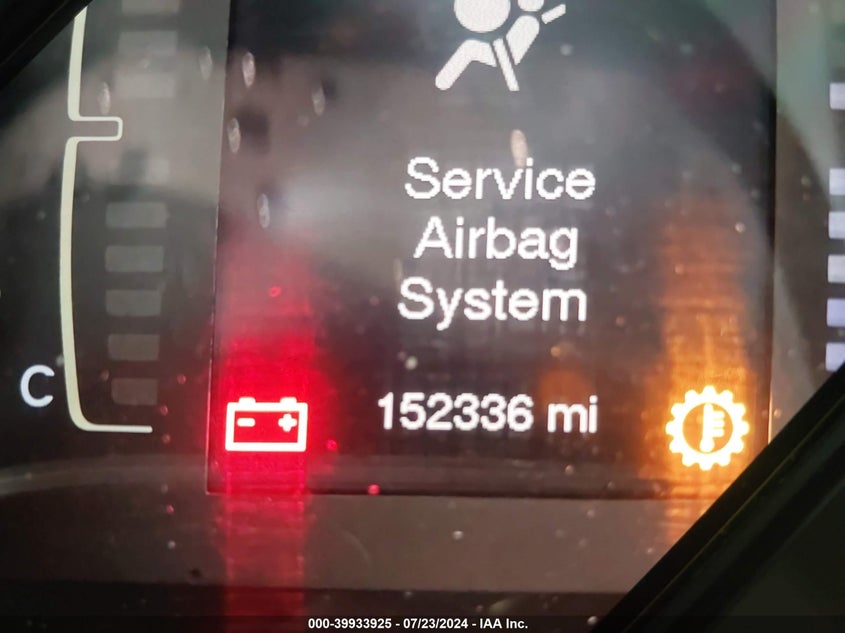 Service
Airbag
System
C
152336 mi
000-39933925 - 07/23/2024 - IAA Inc.